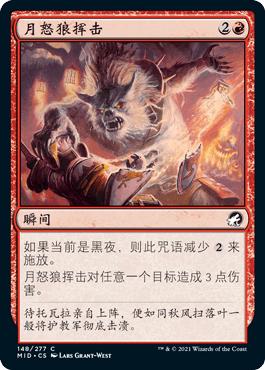 月怒狼挥击 2
瞬间
如果当前是黑夜，则此咒语减少 2 来
施放。
月怒狼挥击对任意一个目标造成 3 点伤
害。
待托瓦拉亲自上阵，便如同秋风扫落叶一
般将护教军彻底击溃。
148/277 C
MID • CS LARS GRANT-WEST
™ & © 2021 Wizards of the Coast